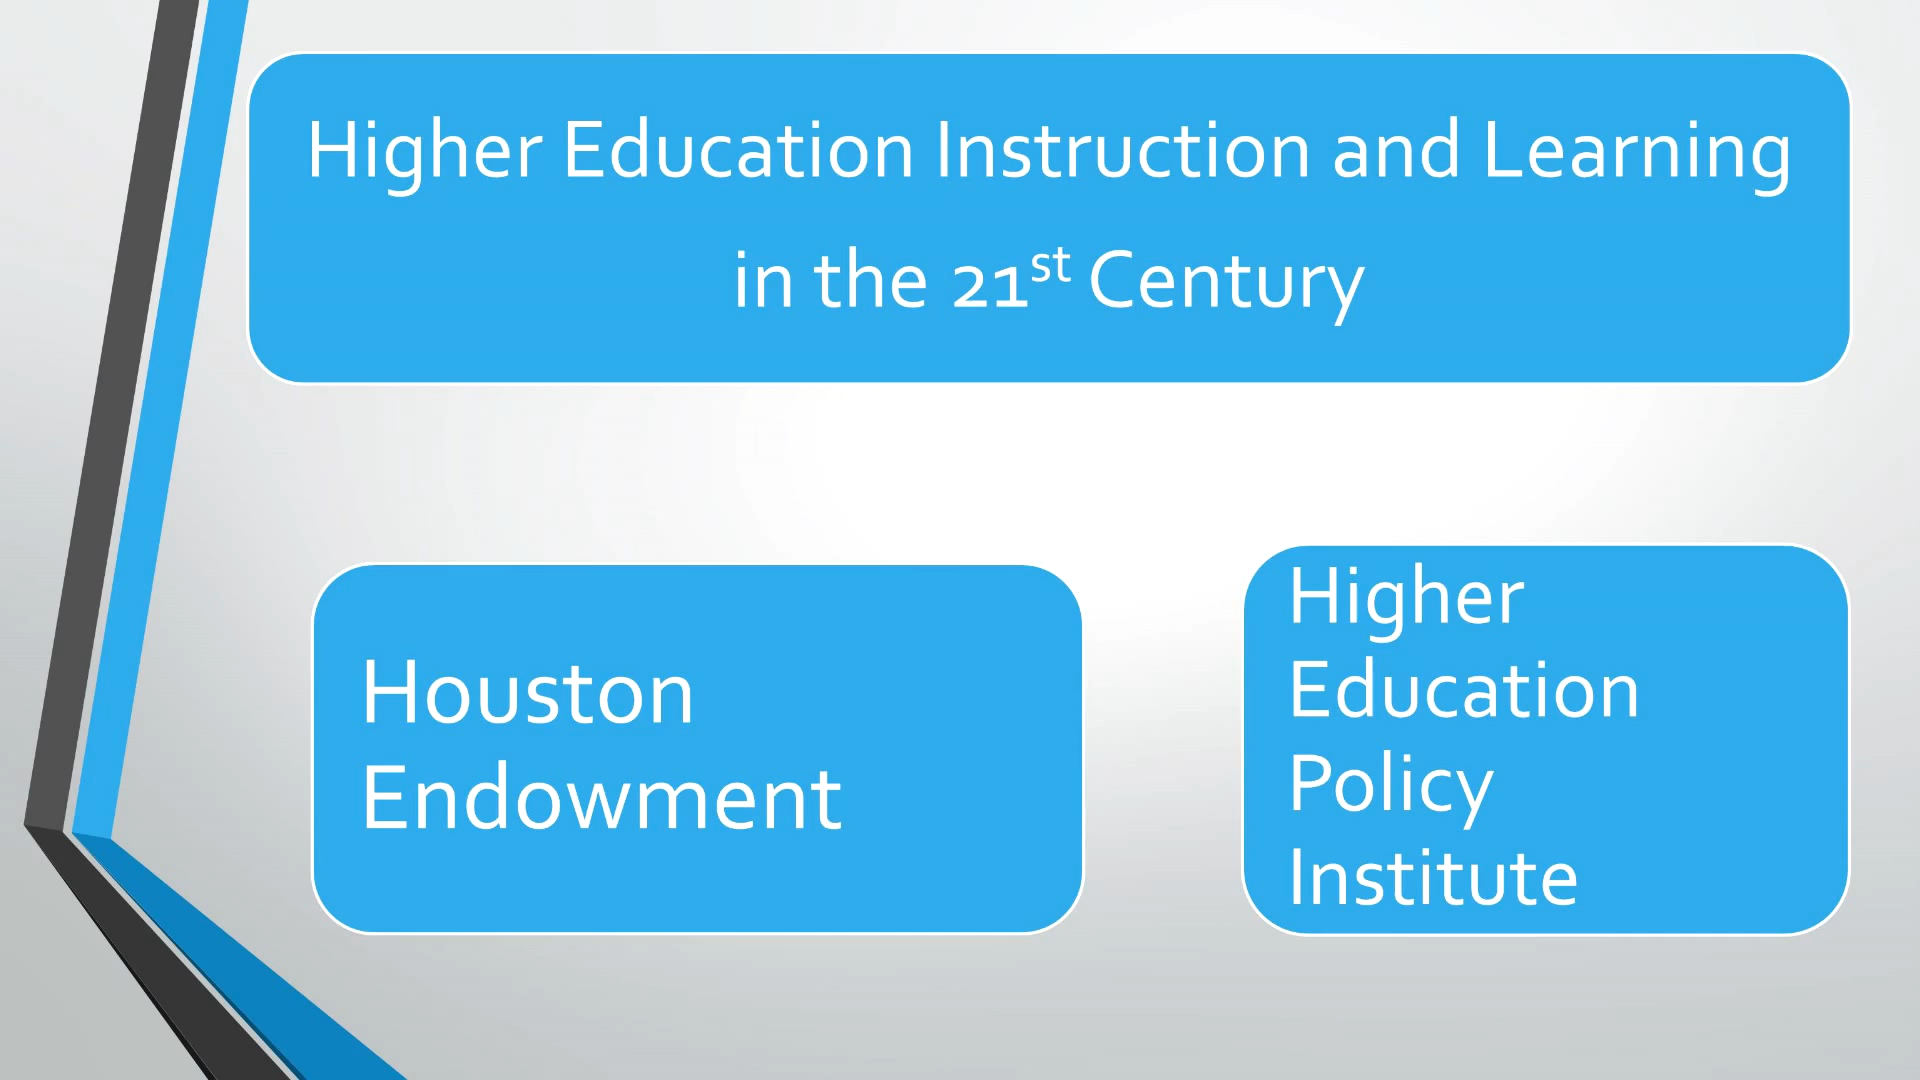 Higher Education Instruction and Learning
in the 21st Century
Houston
Endowment
Higher
Education
Policy
Institute